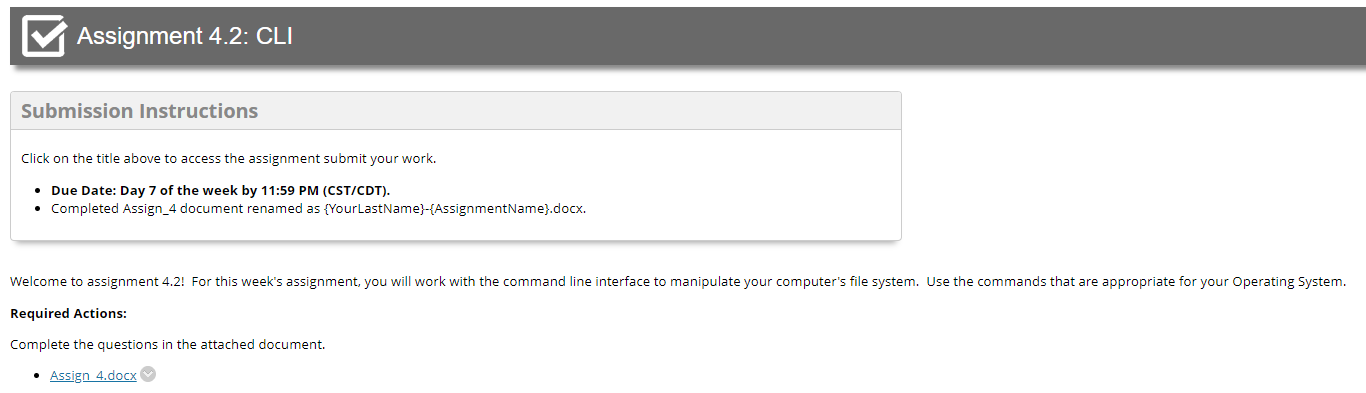 Assignment 4.2: CLI
Submission Instructions
Click on the title above to access the assignment submit your work.
• Due Date: Day 7 of the week by 11:59 PM (CST/CDT).
• Completed Assign_4 document renamed as {YourLastName}-{AssignmentName}.docx.
Welcome to assignment 4.2!  For this week's assignment, you will work with the command line interface to manipulate your computer's file system.  Use the commands that are appropriate for your Operating System.
Required Actions:
Complete the questions in the attached document.
• Assign_4.docx